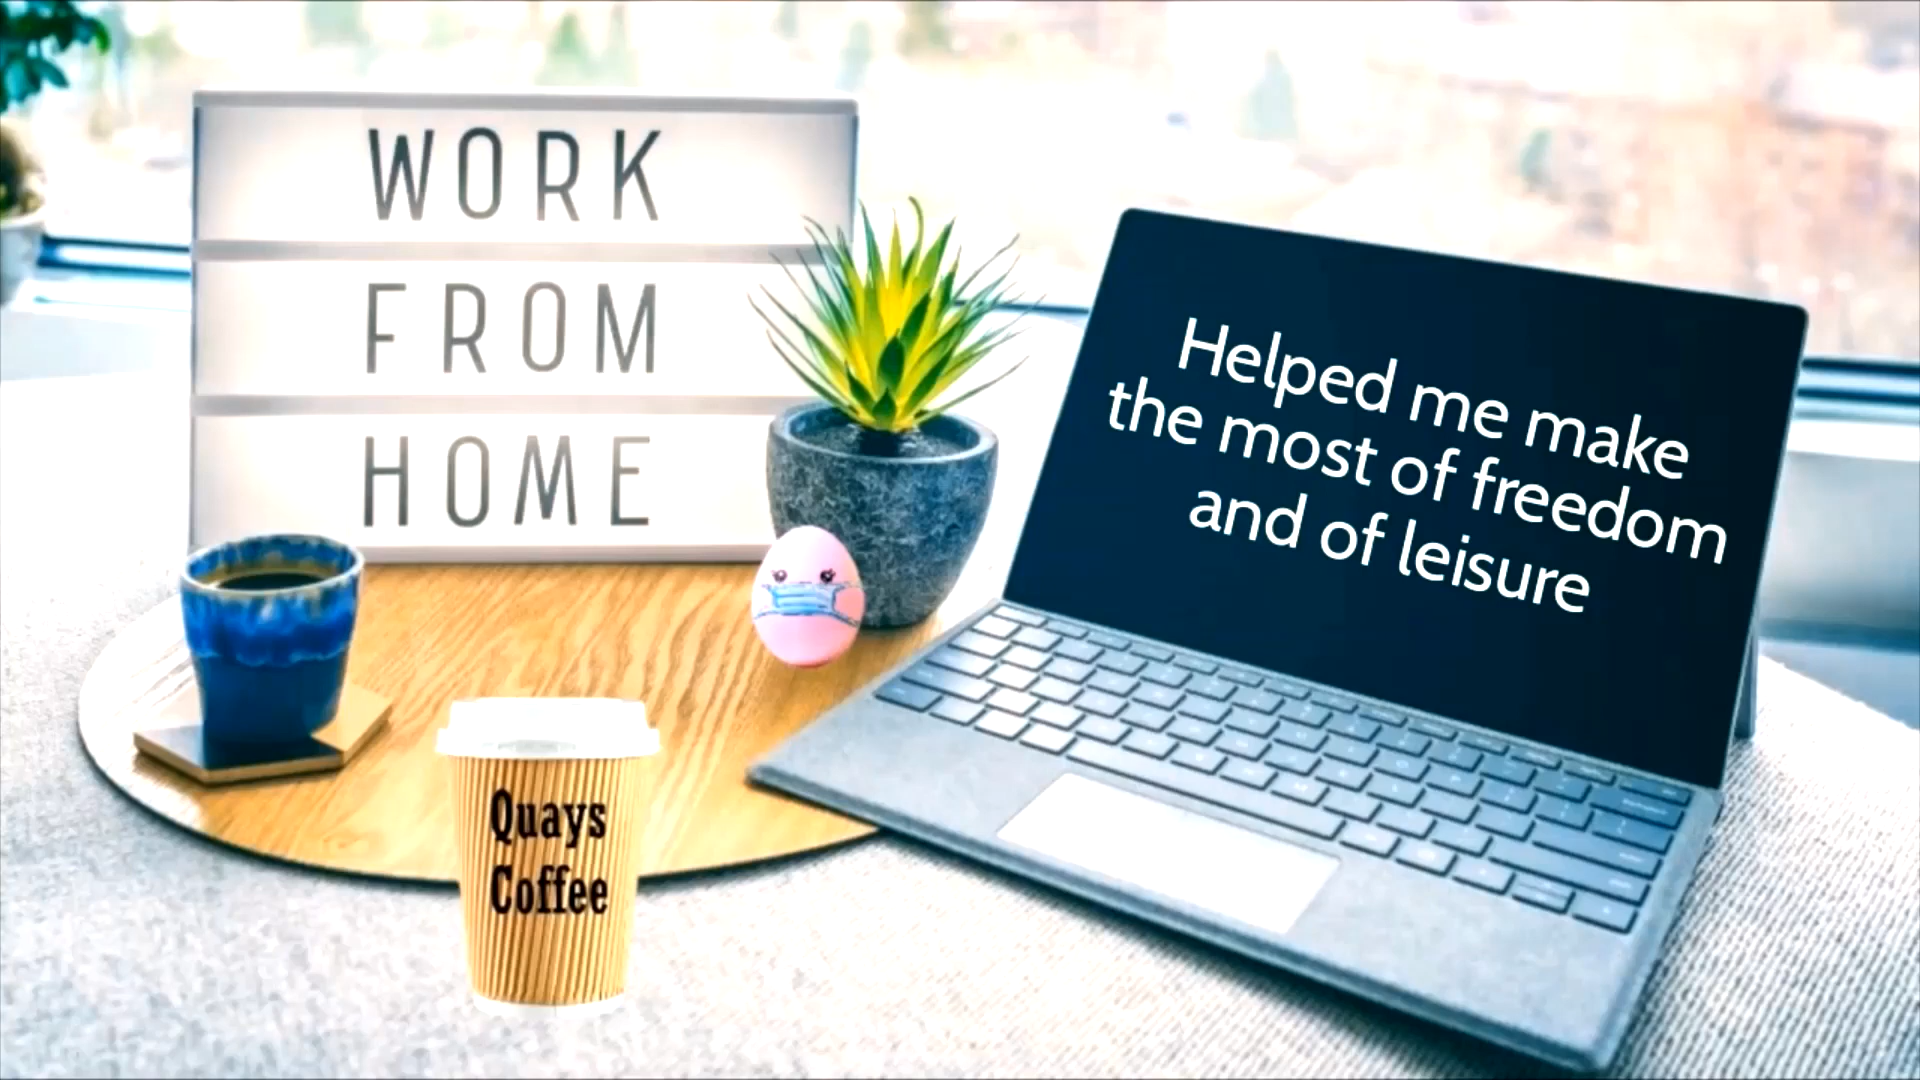 WORK
FROM
HOME
Helped me make
the most of freedom
and of leisure
Quays
Coffee